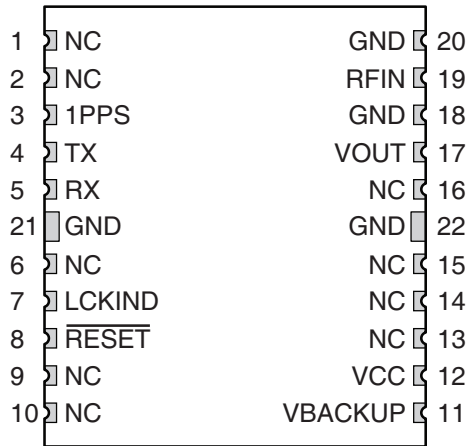 1 NC GND 20
2 NC RFIN 19
3 1PPS GND 18
4 TX VOUT 17
5 RX NC 16
21 GND GND 22
6 NC NC 15
7 LCKIND NC 14
8 RESET NC 13
9 NC VCC 12
10 NC VBACKUP 11